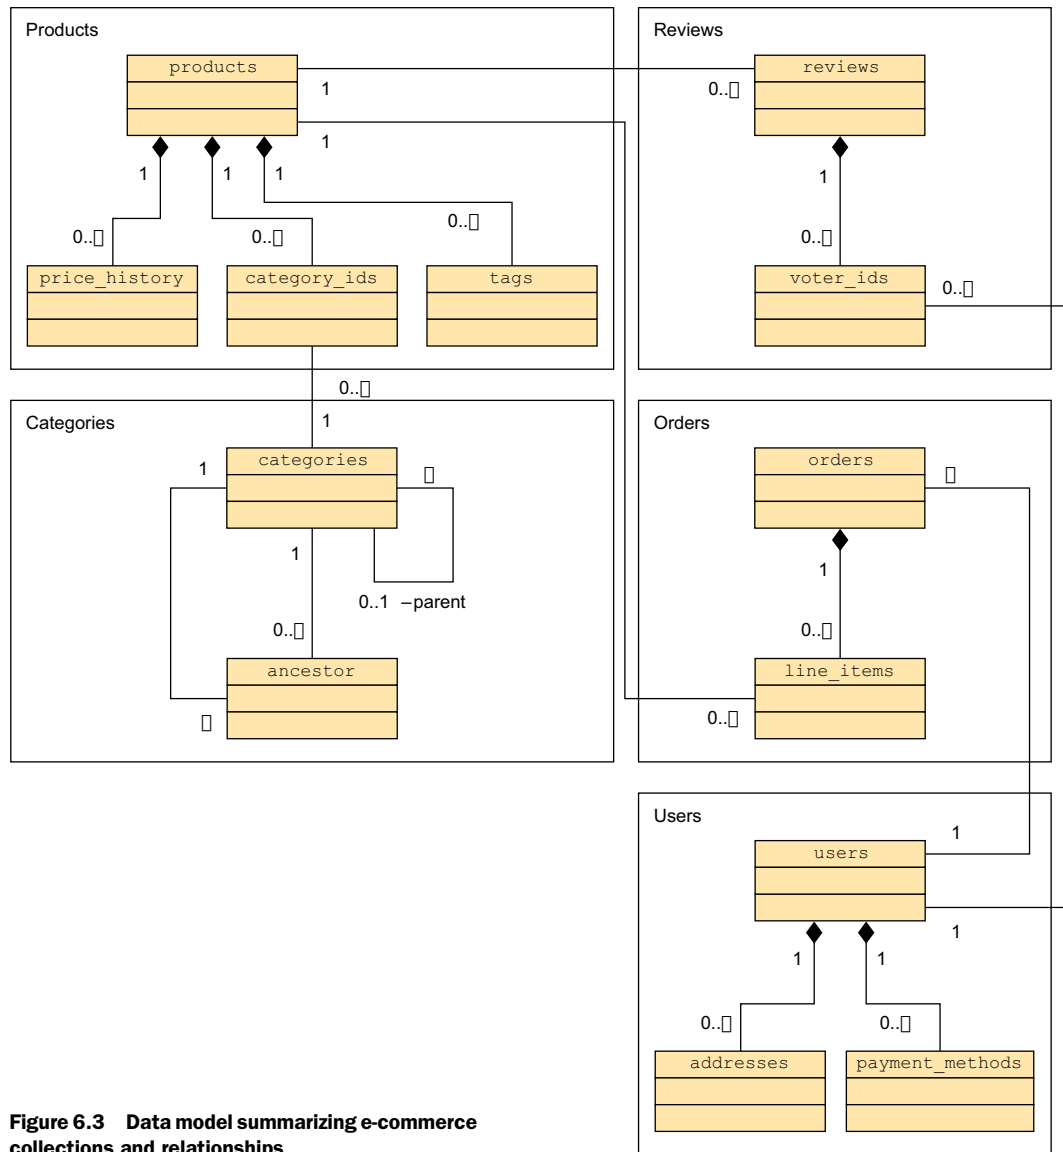 Products
products
1
1
1
1
1
0..▯
0..▯
0..▯
price_history
category_ids
tags
0..▯
Reviews
reviews
0..▯
1
0..▯
voter_ids
0..▯
Categories
1
categories
1
▯
1
0..1 –parent
0..▯
ancestor
▯
Orders
orders
▯
1
0..▯
line_items
0..▯
Users
users
1
1
1
1
0..▯
0..▯
addresses
payment_methods
Figure 6.3 Data model summarizing e-commerce
collections and relationships